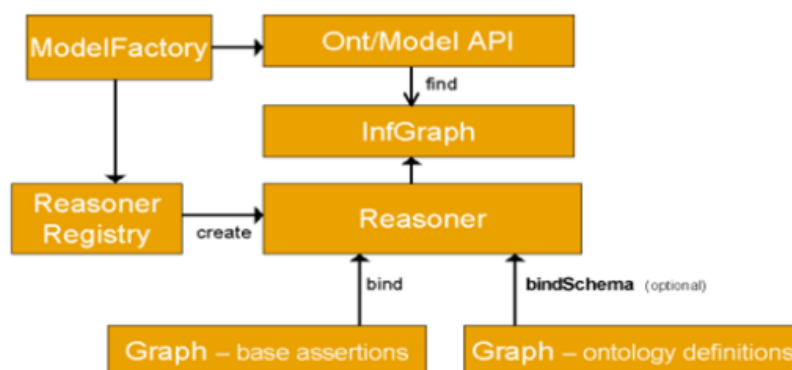 ModelFactory
Ont/Model API
find
InfGraph
Reasoner
Registry
create
Reasoner
bind
bindSchema (optional)
Graph – base assertions
Graph – ontology definitions